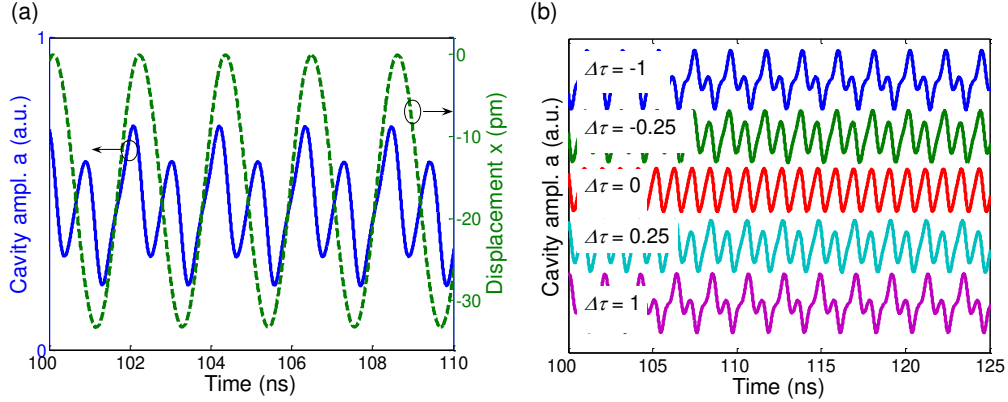 (a)
(b)
1
0
Cavity ampl. a (a.u.)
100
102
104
106
108
110
Time (ns)
0
-10
-20
-30
Displacement x (pm)
Cavity ampl. a (a.u.)
Δτ = -1
Δτ = -0.25
Δτ = 0
Δτ = 0.25
Δτ = 1
100
105
110
115
120
125
Time (ns)